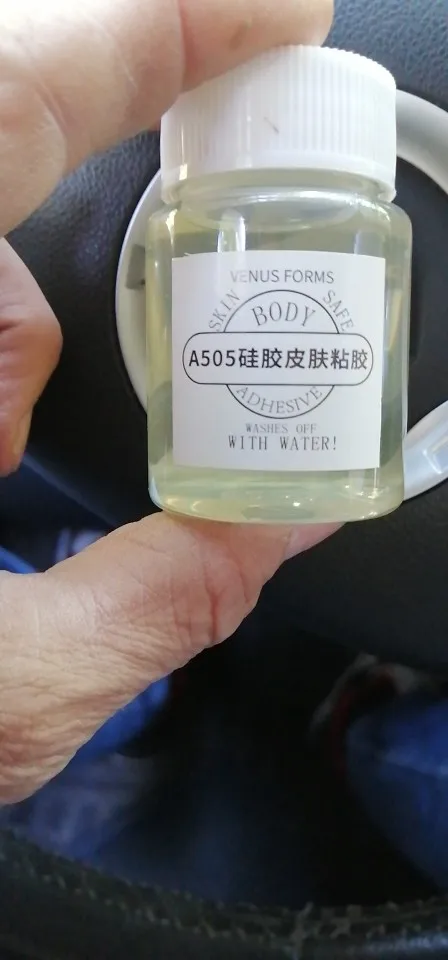 VENUS FORMS
SKIN SAFE
BODY
A505硅胶皮肤粘胶
ADHESIVE
WASHES OFF
WITH WATER!